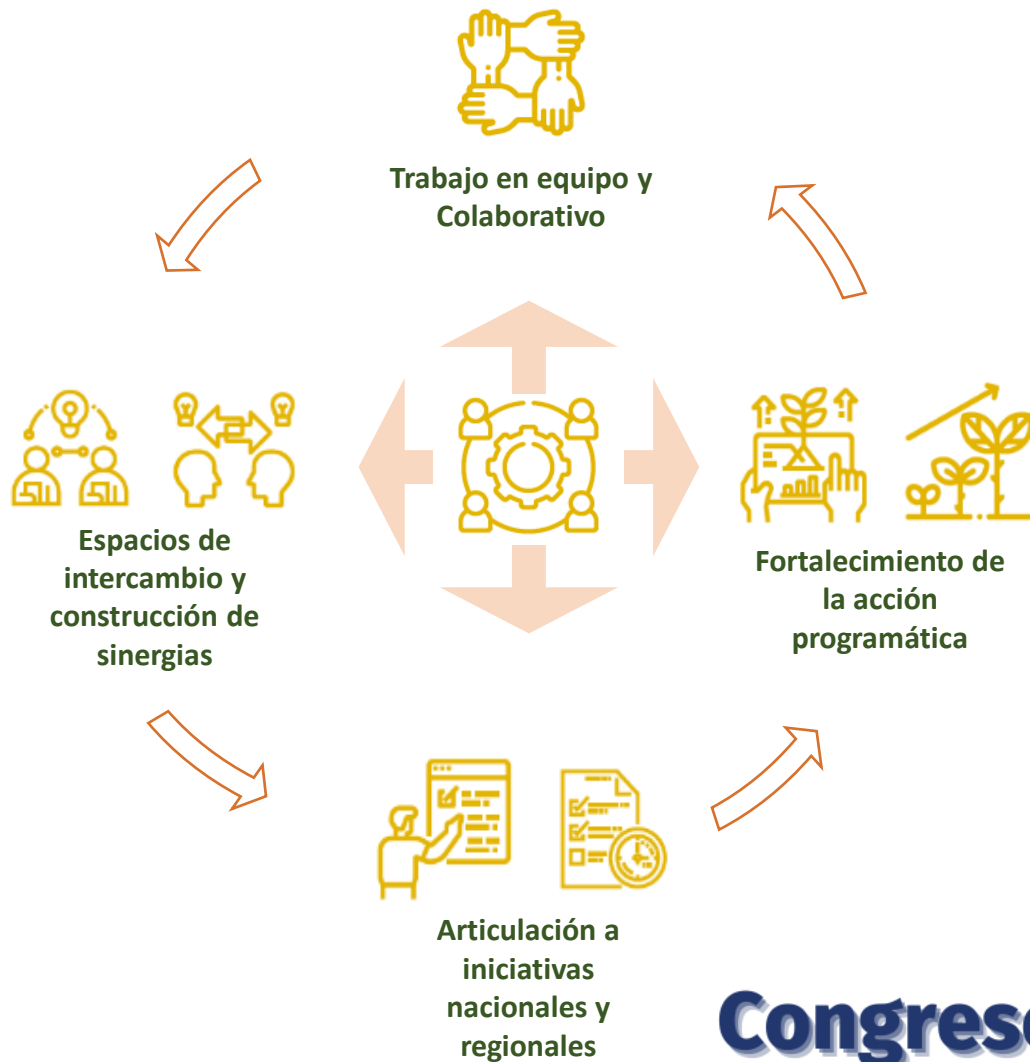 Trabajo en equipo y
Colaborativo
Espacios de
intercambio y
construcción de
sinergias
Fortalecimiento de
la acción
programática
Articulación a
iniciativas
nacionales y
regionales